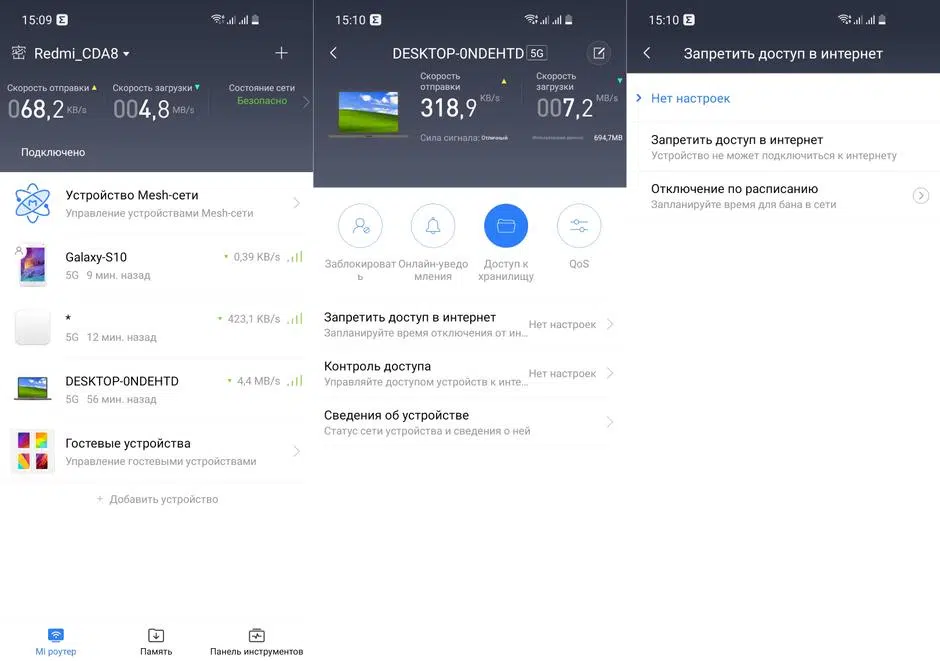 15:09 Σ
Redmi_CDA8
Скорость отправки
Скорость загрузки
Состояние сети
068,2 KB/s
004,8 MB/s
Безопасно
Подключено
Устройство Mesh-сети
Управление устройствами Mesh-сети
Galaxy-S10
0,39 KB/s
5G 9 мин. назад
*
423,1 KB/s
5G 12 мин. назад
DESKTOP-0NDEHTD
4,4 MB/s
5G 56 мин. назад
Гостевые устройства
Управление гостевыми устройствами
+ Добавить устройство
Mi роутер
Память
Панель инструментов
15:10 Σ
DESKTOP-0NDEHTD 5G
Скорость
отправки
318,9 KB/s
Скорость
загрузки
007,2 MB/s
Сила сигнала: Отличный
Использование данных 694,7MB
Заблокироват
ь
Онлайн-уведо
мления
Доступ к
хранилищу
QoS
Запретить доступ в интернет
Запланируйте время отключения от ин...
Нет настроек
Контроль доступа
Управляйте доступом устройств к инте...
Нет настроек
Сведения об устройстве
Статус сети устройства и сведения о ней
15:10 Σ
Запретить доступ в интернет
Нет настроек
Запретить доступ в интернет
Устройство не может подключиться к интернету
Отключение по расписанию
Запланируйте время для бана в сети